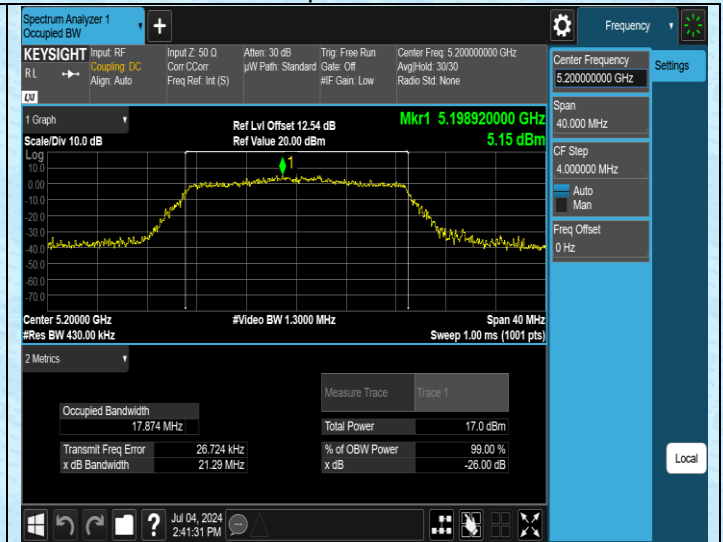 Spectrum Analyzer 1
Occupied BW
+
Frequency
KEYSIGHT
RL
LXI
Input: RF
Coupling: DC
Align: Auto
Input Z: 50 Ω
Corr CCorr
Freq Ref: Int (S)
Atten: 30 dB
µW Path: Standard
Trig: Free Run
Gate: Off
#IF Gain: Low
Center Freq: 5.200000000 GHz
Avg|Hold: 30/30
Radio Std: None
Center Frequency
5.200000000 GHz
Settings
Span
40.000 MHz
CF Step
4.000000 MHz
Auto
Man
Freq Offset
0 Hz
Local
1 Graph
Scale/Div 10.0 dB
Ref Lvl Offset 12.54 dB
Ref Value 20.00 dBm
Mkr1 5.198920000 GHz
5.15 dBm
Log
10.0
0.00
-10.0
-20.0
-30.0
-40.0
-50.0
-60.0
-70.0
1
Center 5.20000 GHz
#Res BW 430.00 kHz
#Video BW 1.3000 MHz
Span 40 MHz
Sweep 1.00 ms (1001 pts)
2 Metrics
Measure Trace Trace 1
Occupied Bandwidth
17.874 MHz
Total Power 17.0 dBm
Transmit Freq Error 26.724 kHz
% of OBW Power 99.00 %
x dB Bandwidth 21.29 MHz
x dB -26.00 dB
?
Jul 04, 2024
2:41:31 PM